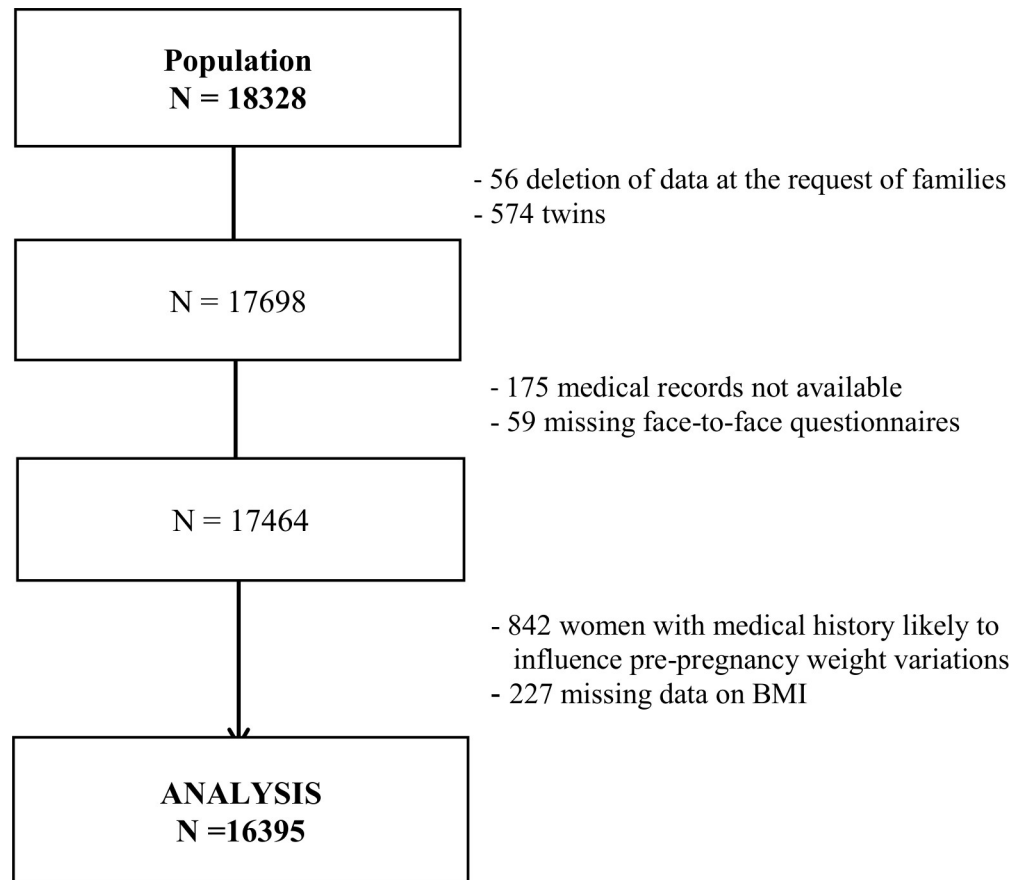 Population
N = 18328
- 56 deletion of data at the request of families
- 574 twins
N = 17698
- 175 medical records not available
- 59 missing face-to-face questionnaires
N = 17464
- 842 women with medical history likely to
influence pre-pregnancy weight variations
- 227 missing data on BMI
ANALYSIS
N =16395